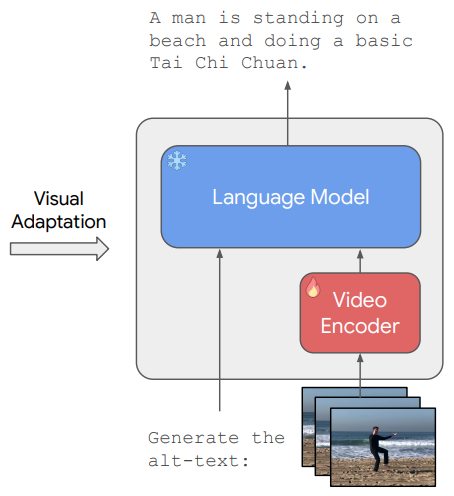 A man is standing on a
beach and doing a basic
Tai Chi Chuan.
Language Model
Visual
Adaptation
Video
Encoder
Generate the
alt-text: